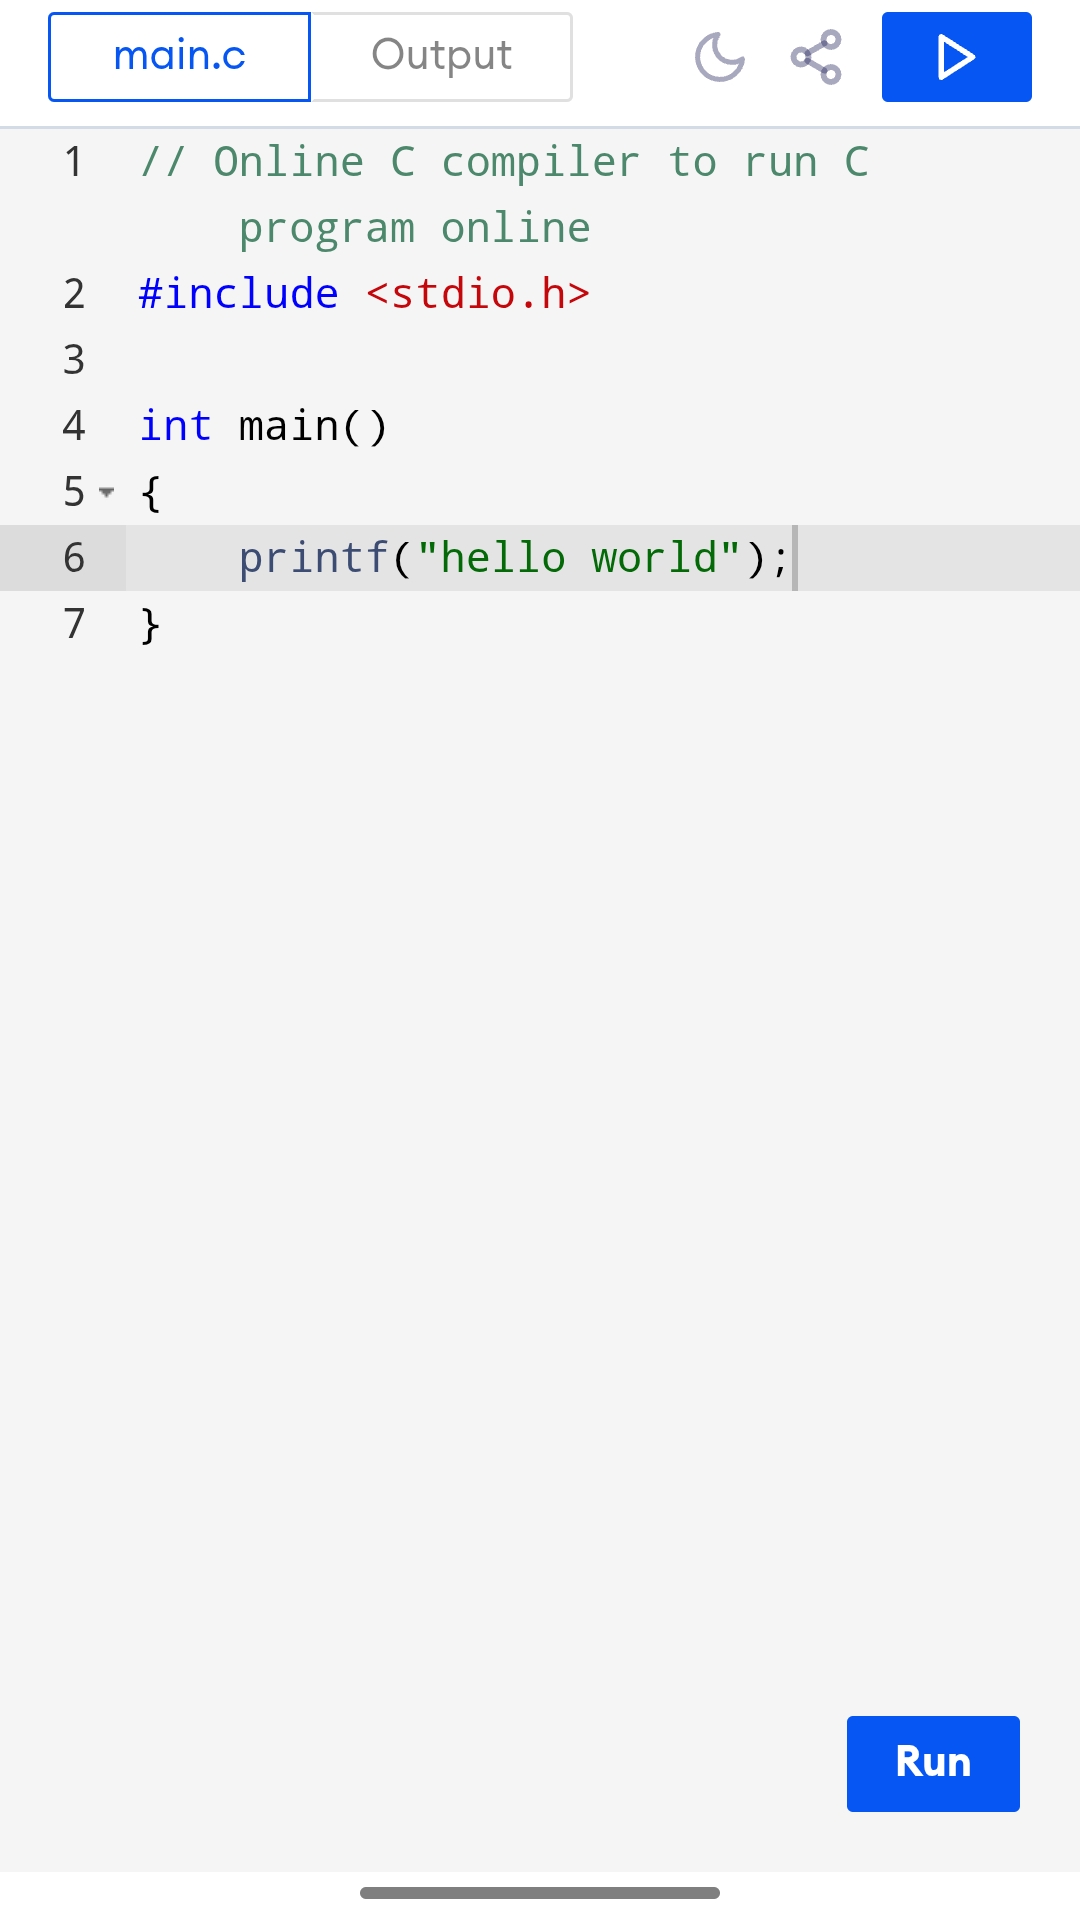 main.c Output
1 // Online C compiler to run C
program online
2 #include <stdio.h>
3
4 int main()
5 {
6     printf("hello world");
7 }
Run